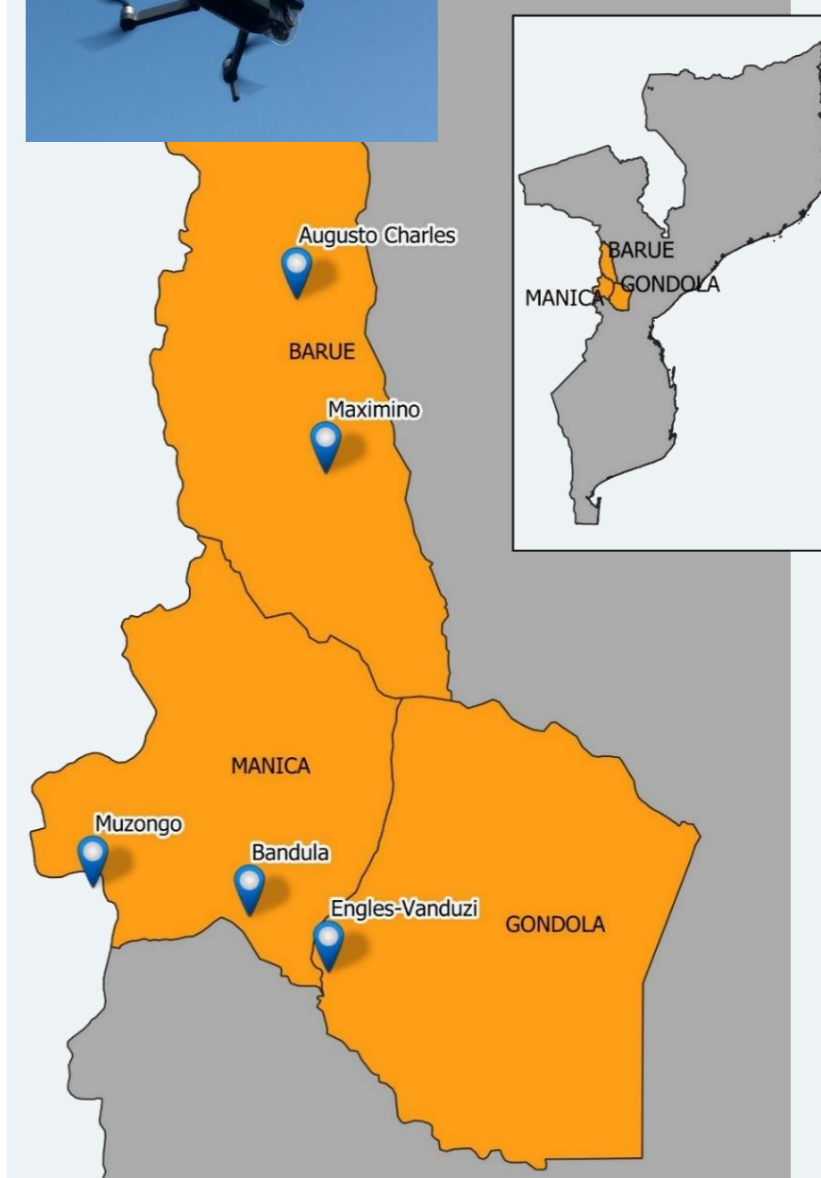 Augusto Charles
BARUE
Maximino
MANICA
Muzongo
Bandula
Engles-Vanduzi
GONDOLA
BARUE
GONDOLA
MANICA